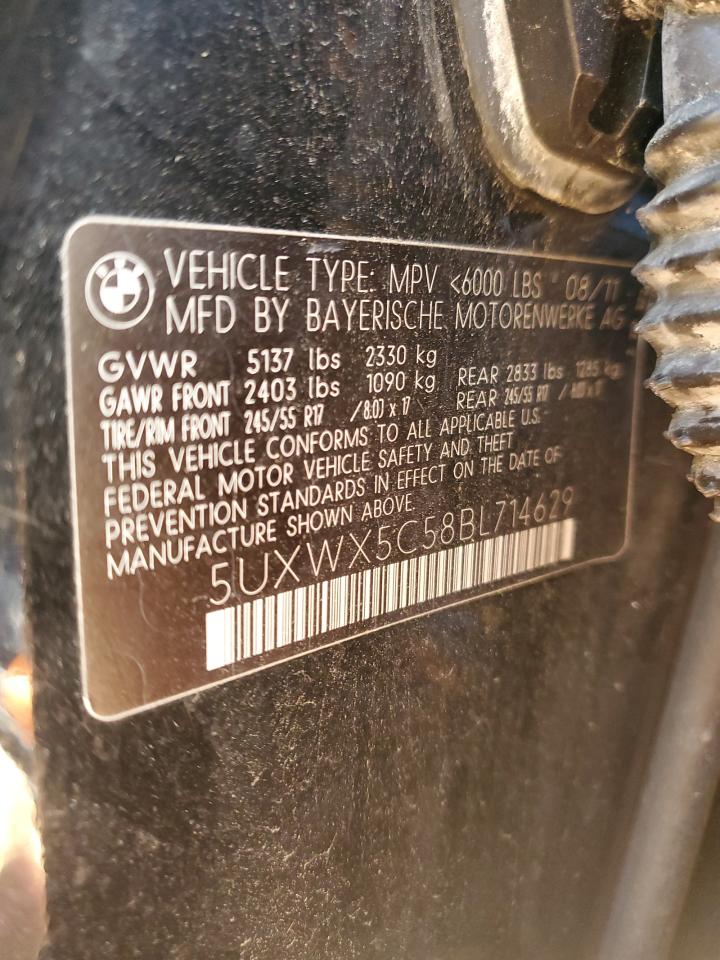 VEHICLE TYPE: MPV <6000 LBS 08/11
MFD BY BAYERISCHE MOTORENWERKE AG
GVWR 5137 lbs 2330 kg
GAWR FRONT 2403 lbs 1090 kg REAR 2833 lbs 1285 kg
TIRE/RIM FRONT 245/55 R17 /8.0J x 17 REAR 245/55 R17
THIS VEHICLE CONFORMS TO ALL APPLICABLE U.S.
FEDERAL MOTOR VEHICLE SAFETY AND THEFT
PREVENTION STANDARDS IN EFFECT ON THE DATE OF
MANUFACTURE SHOWN ABOVE.
5UXWX5C58BL714629